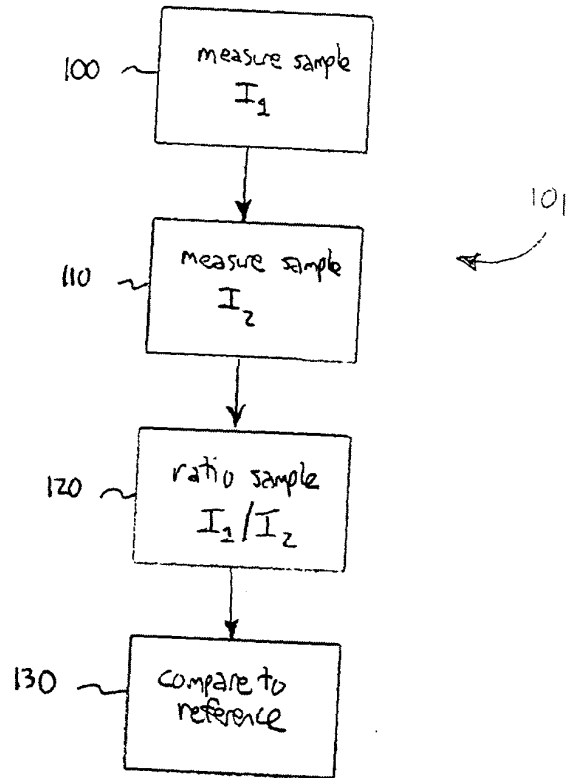 100
measure sample
I₁
101
110
measure sample
I₂
120
ratio sample
I₁/I₂
130
compare to
reference